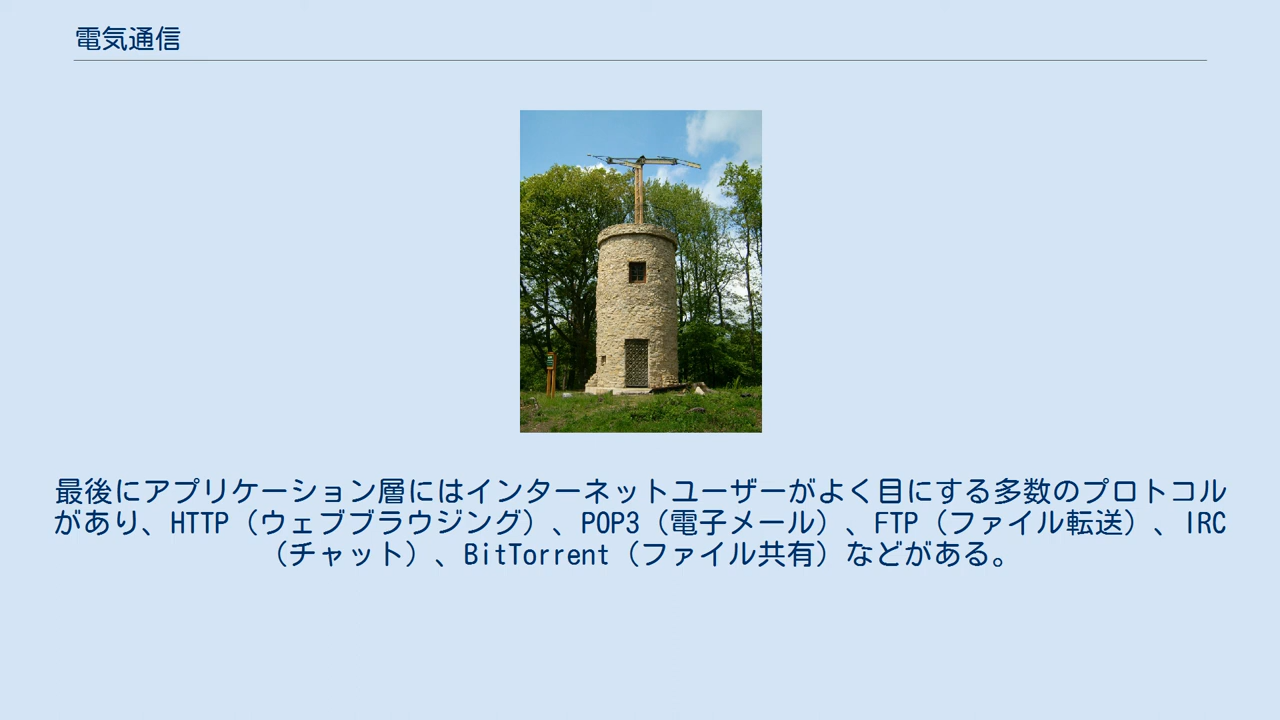 電気通信
最後にアプリケーション層にはインターネットユーザーがよく目にする多数のプロトコル
があり、HTTP（ウェブブラウジング）、POP3（電子メール）、FTP（ファイル転送）、IRC
（チャット）、BitTorrent（ファイル共有）などがある。